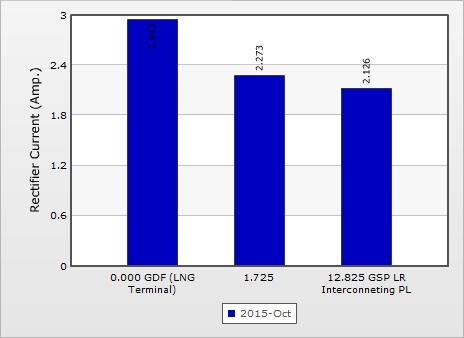 3
2.4
1.8
1.2
0.6
0
Rectifier Current (Amp.)
2.273
2.126
0.000 GDF (LNG
Terminal)
1.725
12.825 GSP LR
Interconneting PL
2015-Oct